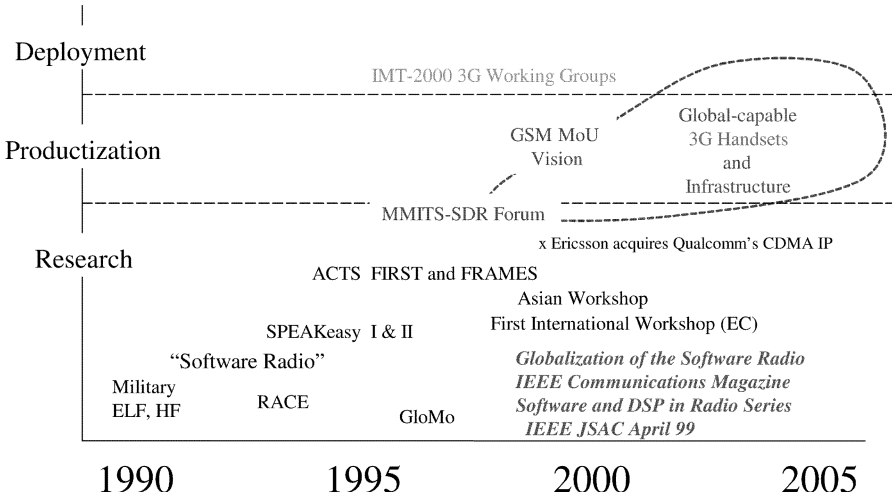 Deployment
IMT-2000 3G Working Groups
Global-capable
3G Handsets
and
Infrastructure
GSM MoU
Vision
Productization
MMITS-SDR Forum
x Ericsson acquires Qualcomm's CDMA IP
Research
ACTS FIRST and FRAMES
Asian Workshop
First International Workshop (EC)
SPEAKeasy I & II
"Software Radio"
Military
ELF, HF
RACE
GloMo
Globalization of the Software Radio
IEEE Communications Magazine
Software and DSP in Radio Series
IEEE JSAC April 99
1990 1995 2000 2005